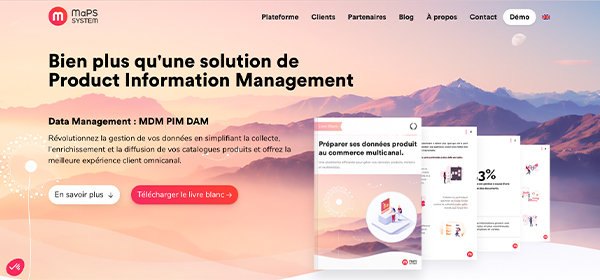 MaPS
SYSTEM
Plateforme
Clients
Partenaires
Blog
À propos
Contact
Démo
Bien plus qu'une solution de
Product Information Management
Data Management : MDM PIM DAM
Révolutionnez la gestion de vos données en simplifiant la collecte,
l'enrichissement et la diffusion de vos catalogues produits et offrez la
meilleure expérience client omnicanal.
En savoir plus ↓
Télécharger le livre blanc →
Préparer ses données produit
au commerce multicanal.
3%
MaPS